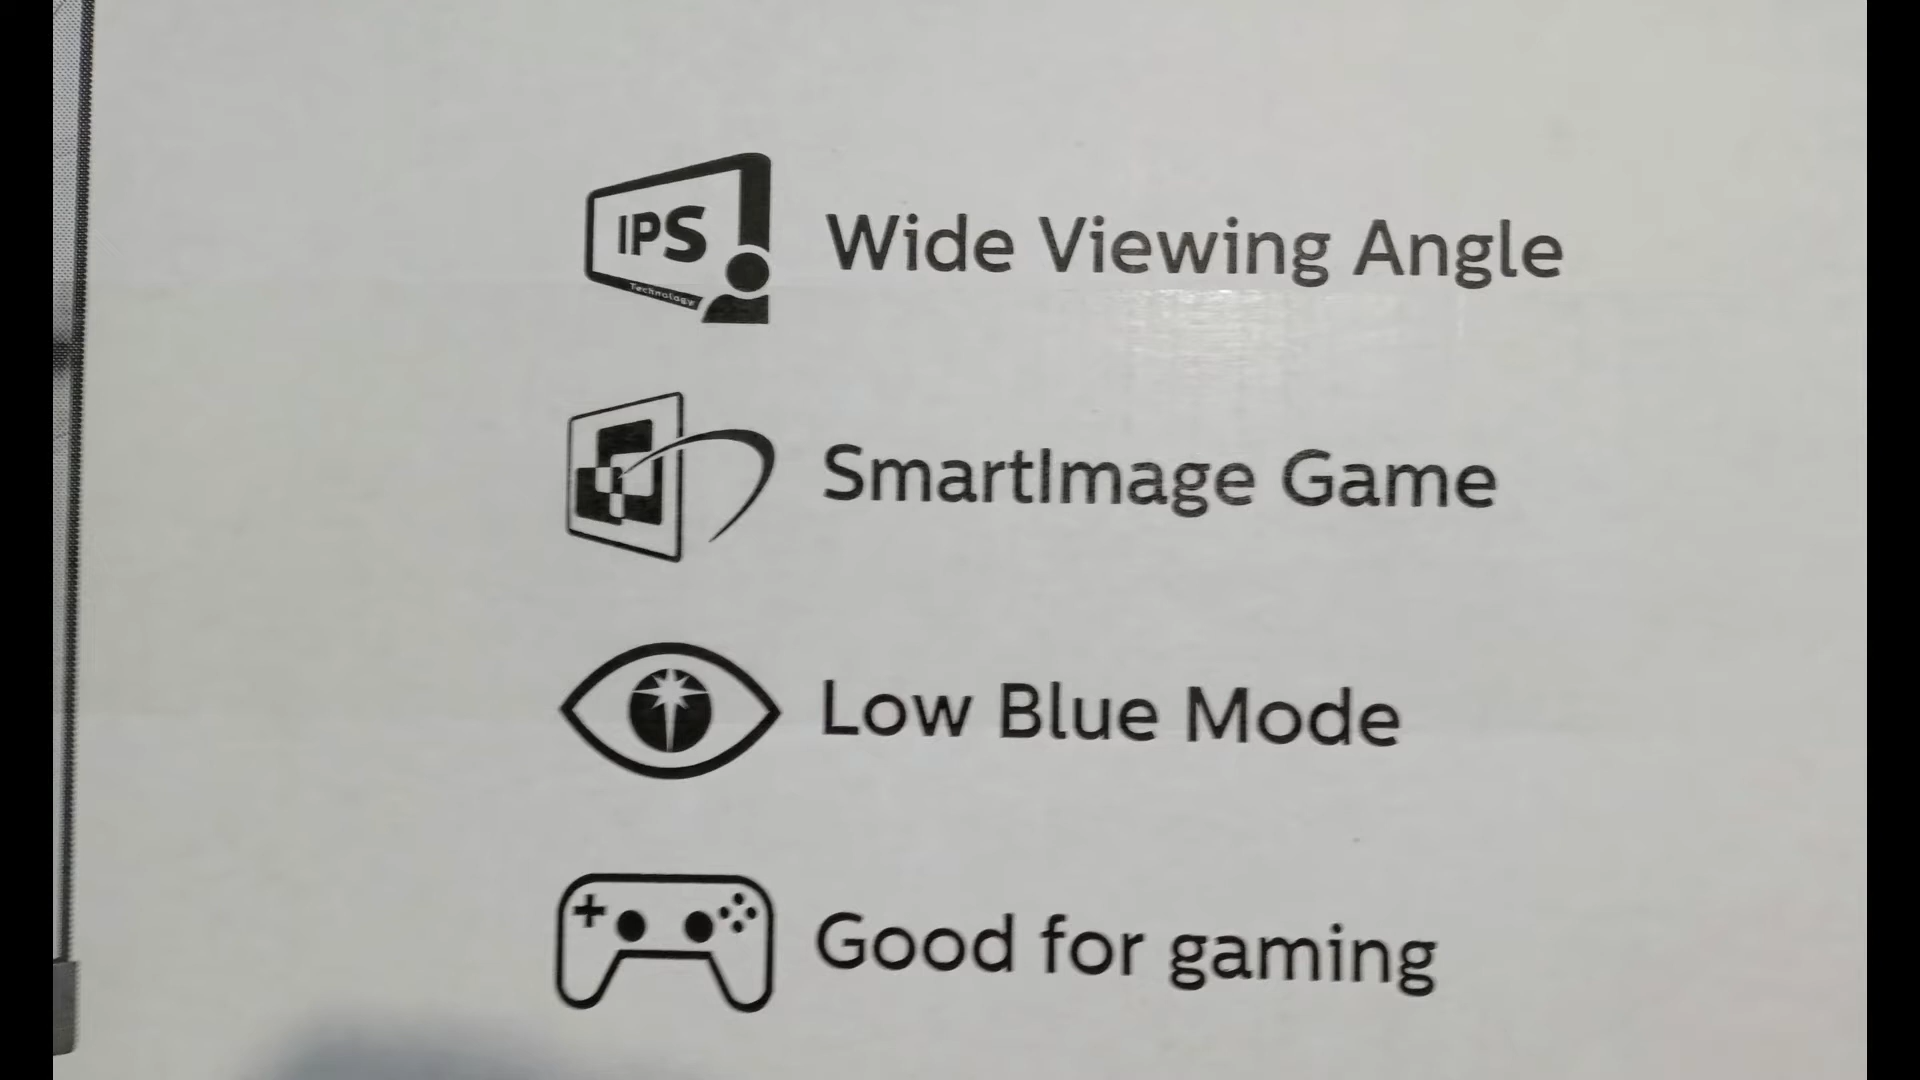 IPS
Technology
Wide Viewing Angle
SmartImage Game
Low Blue Mode
Good for gaming